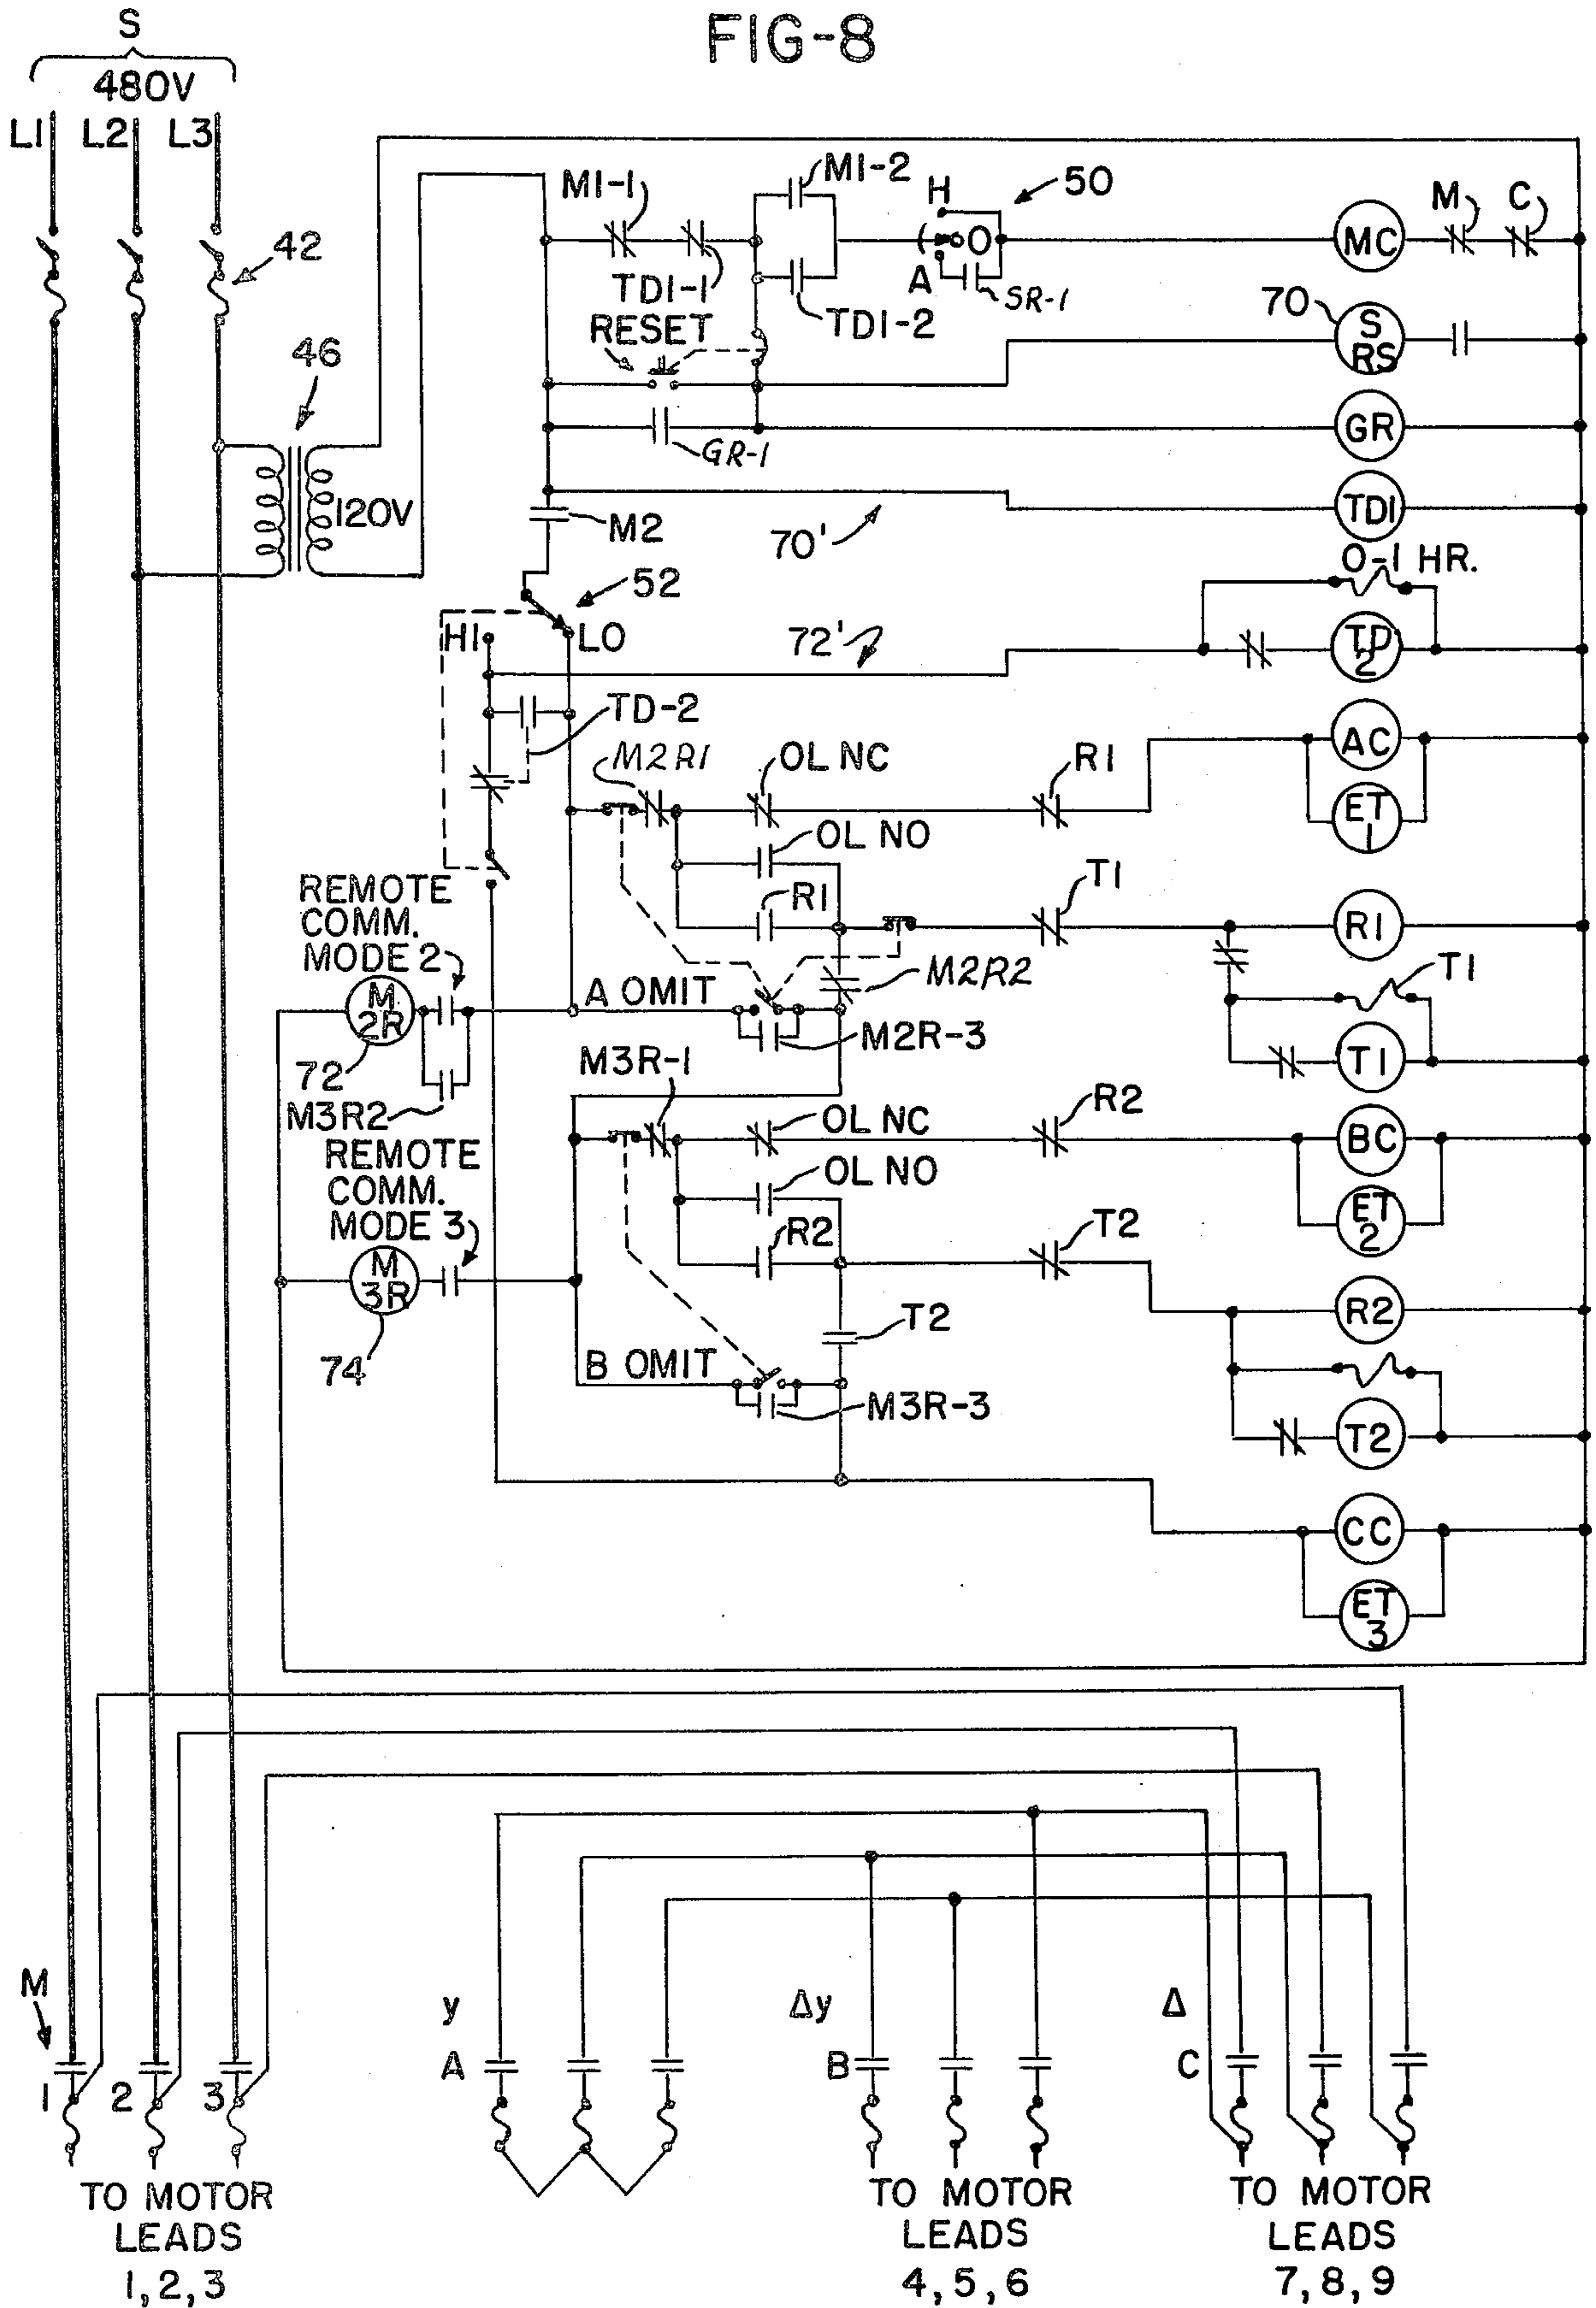 FIG-8
S
480V
L1 L2 L3
42
46
120V
M1-1
TD1-1
M1-2
TD1-2
H
O
A
50
SR-1
MC
M
C
RESET
70
S
RS
GR-1
GR
M2
70'
TD1
52
HI
LO
72'
O-1 HR.
TD
2
TD-2
M2R1
OL NC
R1
AC
ET
1
OL NO
R1
T1
R1
REMOTE
COMM.
MODE 2
M
2R
72
M3R2
A OMIT
M2R2
M2R-3
T1
T1
M3R-1
OL NC
R2
BC
ET
2
OL NO
R2
T2
REMOTE
COMM.
MODE 3
M
3R
74
R2
T2
B OMIT
M3R-3
T2
CC
ET
3
M
1 2 3
y
A
Δy
B
Δ
C
TO MOTOR
LEADS
1, 2, 3
TO MOTOR
LEADS
4, 5, 6
TO MOTOR
LEADS
7, 8, 9